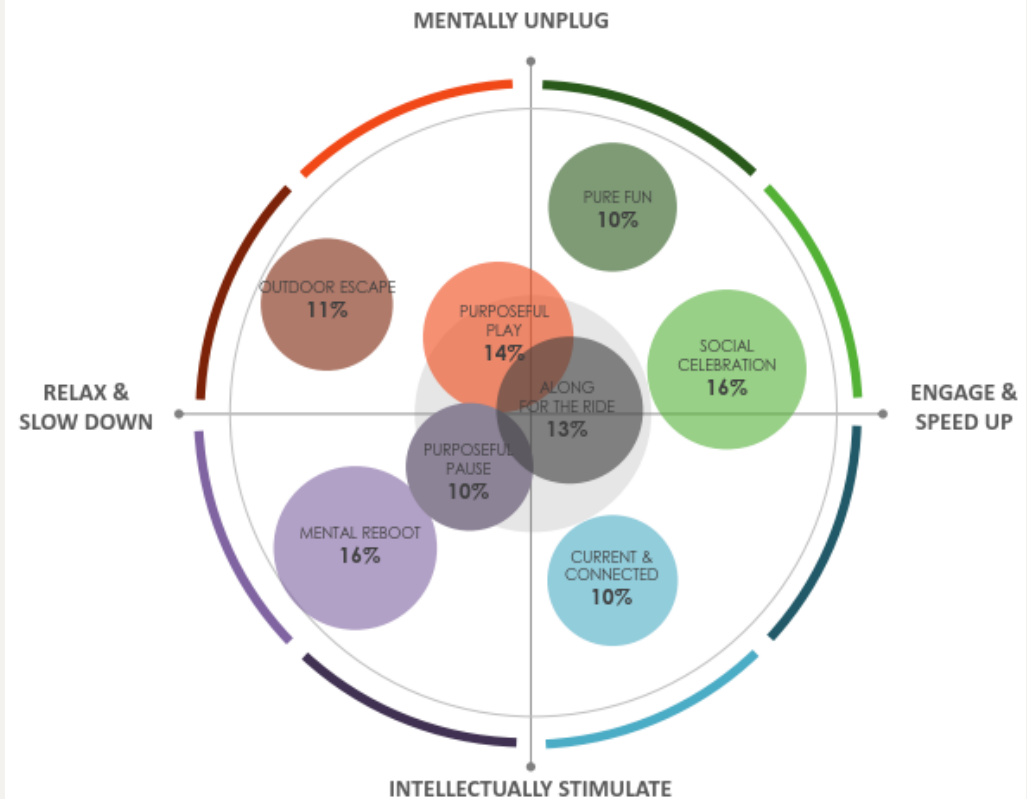 MENTALLY UNPLUG
PURE FUN
10%
OUTDOOR ESCAPE
11%
PURPOSEFUL
PLAY
14%
SOCIAL
CELEBRATION
16%
ALONG
FOR THE RIDE
13%
RELAX &
SLOW DOWN
ENGAGE &
SPEED UP
PURPOSEFUL
PAUSE
10%
MENTAL REBOOT
16%
CURRENT &
CONNECTED
10%
INTELLECTUALLY STIMULATE